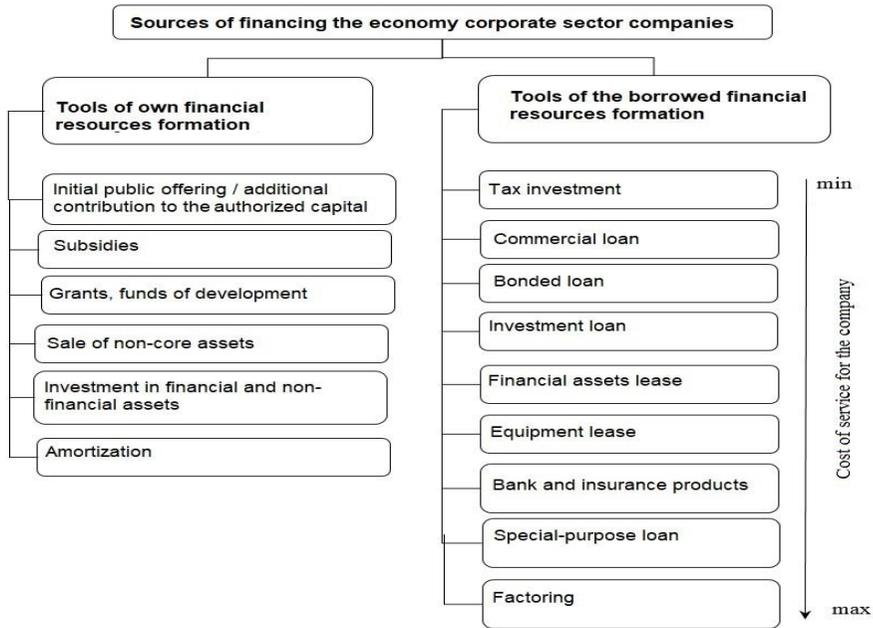 Sources of financing the economy corporate sector companies
Tools of own financial
resources formation
Initial public offering / additional
contribution to the authorized capital
Subsidies
Grants, funds of development
Sale of non-core assets
Investment in financial and non-
financial assets
Amortization
Tools of the borrowed financial
resources formation
Tax investment
Commercial loan
Bonded loan
Investment loan
Financial assets lease
Equipment lease
Bank and insurance products
Special-purpose loan
Factoring
min
Cost of service for the company
max